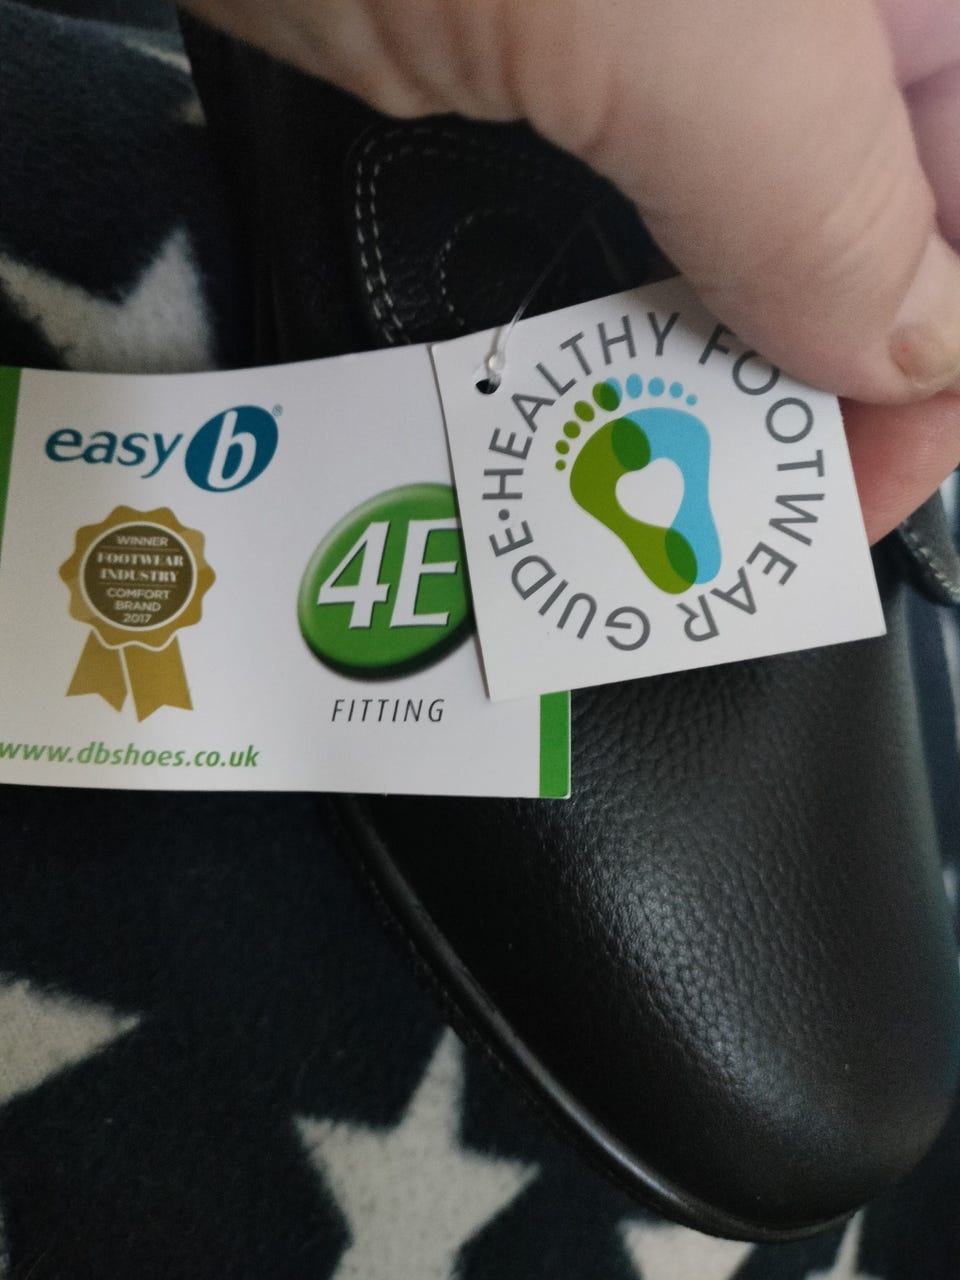 easy b®
WINNER
FOOTWEAR
INDUSTRY
COMFORT
BRAND
2017
4E
FITTING
www.dbshoes.co.uk
•HEALTHY FOOTWEAR GUIDE